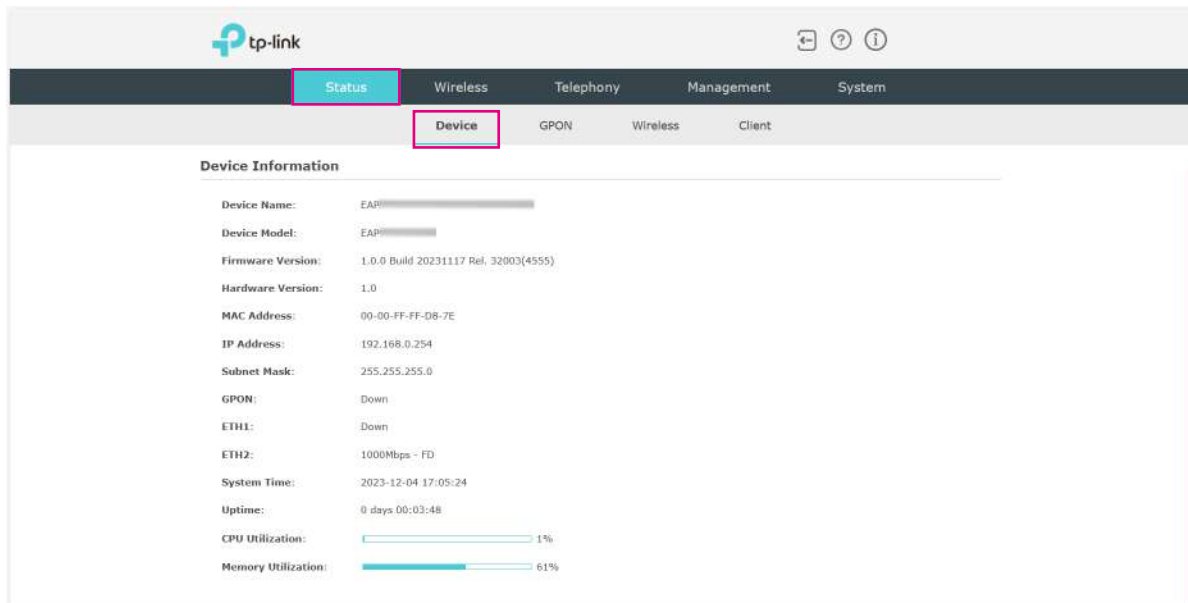 tp-link
Status Wireless Telephony Management System
Device GPON Wireless Client
Device Information
Device Name: EAP
Device Model: EAP
Firmware Version: 1.0.0 Build 20231117 Rel. 32003(4555)
Hardware Version: 1.0
MAC Address: 00-00-FF-FF-D8-7E
IP Address: 192.168.0.254
Subnet Mask: 255.255.255.0
GPON: Down
ETH1: Down
ETH2: 1000Mbps - FD
System Time: 2023-12-04 17:05:24
Uptime: 0 days 00:03:48
CPU Utilization: 1%
Memory Utilization: 61%